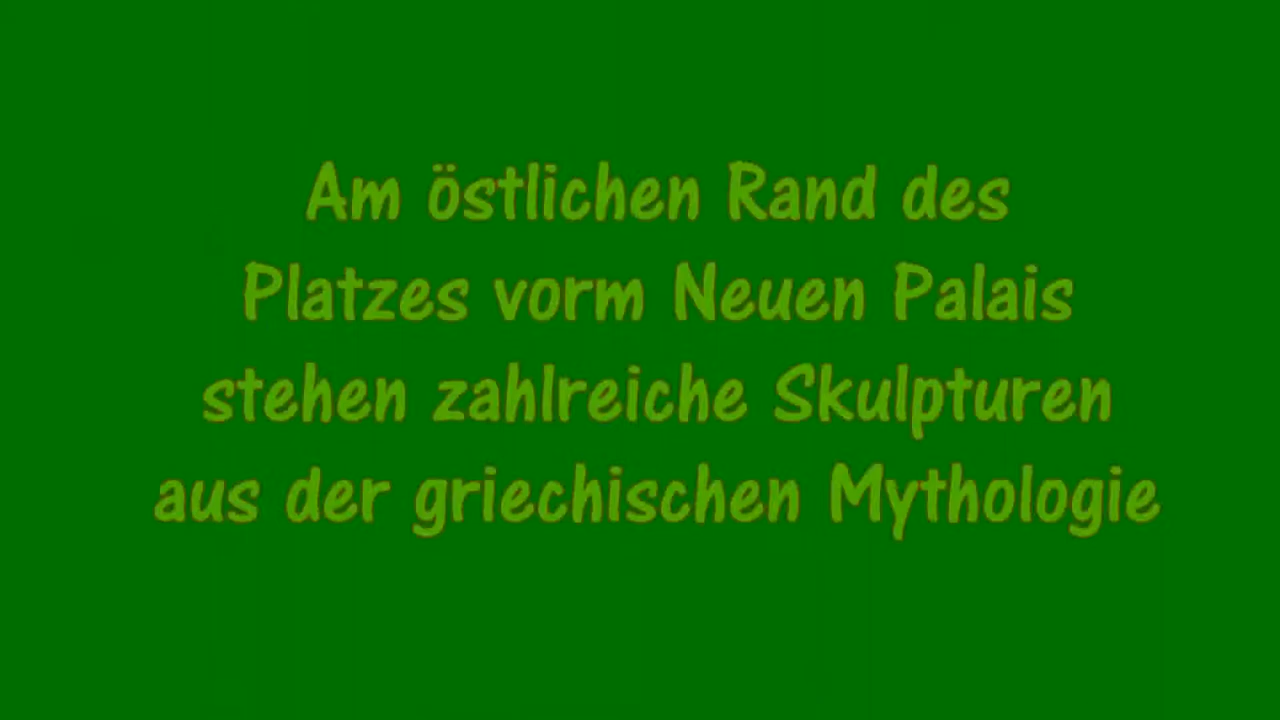 Am östlichen Rand des
Platzes vorm Neuen Palais
stehen zahlreiche Skulpturen
aus der griechischen Mythologie